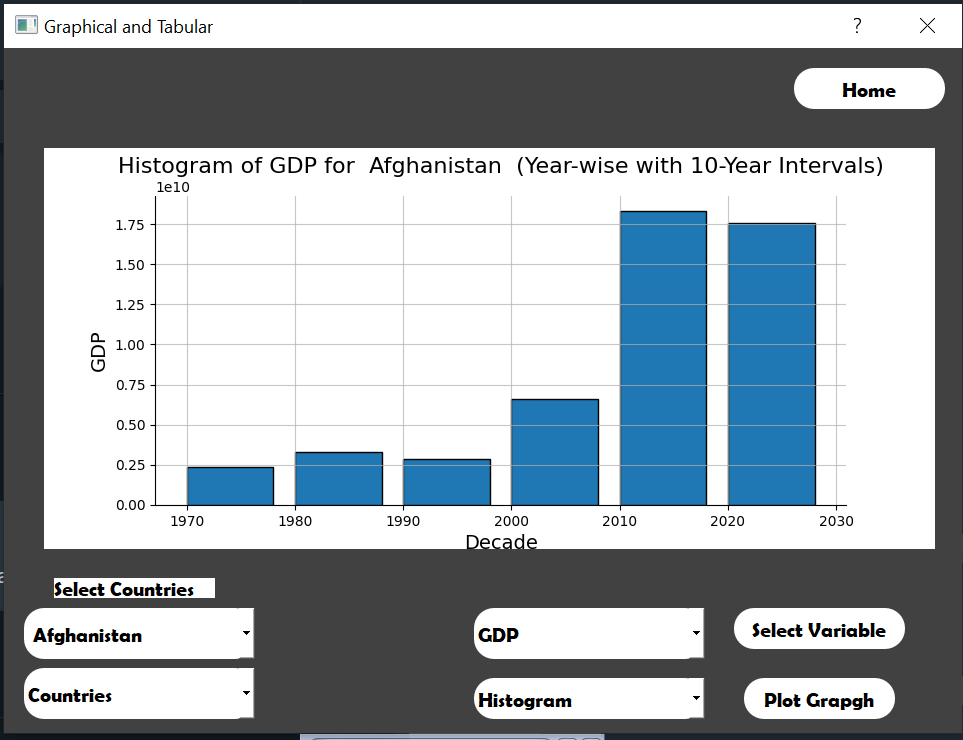 Graphical and Tabular
?
Home
Histogram of GDP for  Afghanistan  (Year-wise with 10-Year Intervals)
1e10
1.75
1.50
1.25
1.00
0.75
0.50
0.25
0.00
GDP
1970 1980 1990 2000 2010 2020 2030
Decade
Select Countries
Afghanistan
GDP
Select Variable
Countries
Histogram
Plot Grapgh